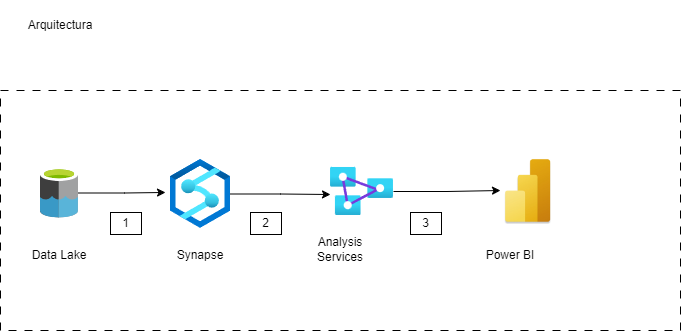 Arquitectura
1
2
3
Data Lake
Synapse
Analysis
Services
Power BI